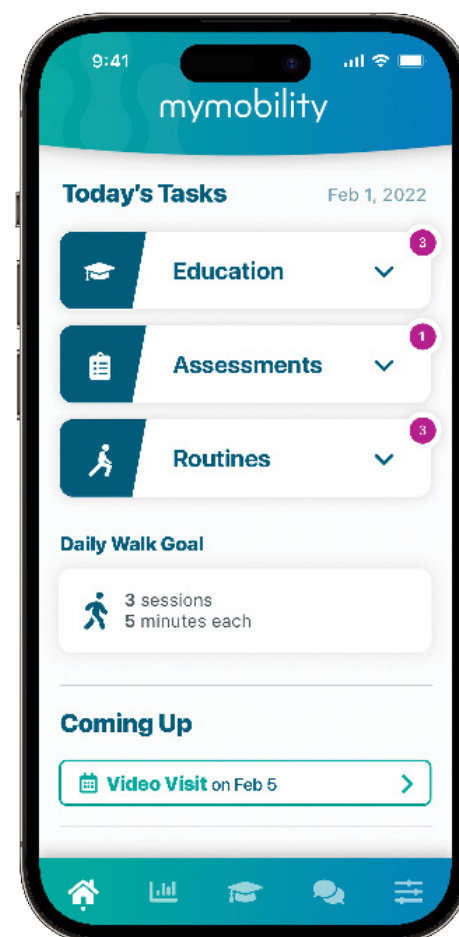 9:41
mymobility
Today's Tasks Feb 1, 2022
3
Education
1
Assessments
3
Routines
Daily Walk Goal
3 sessions
5 minutes each
Coming Up
Video Visit on Feb 5